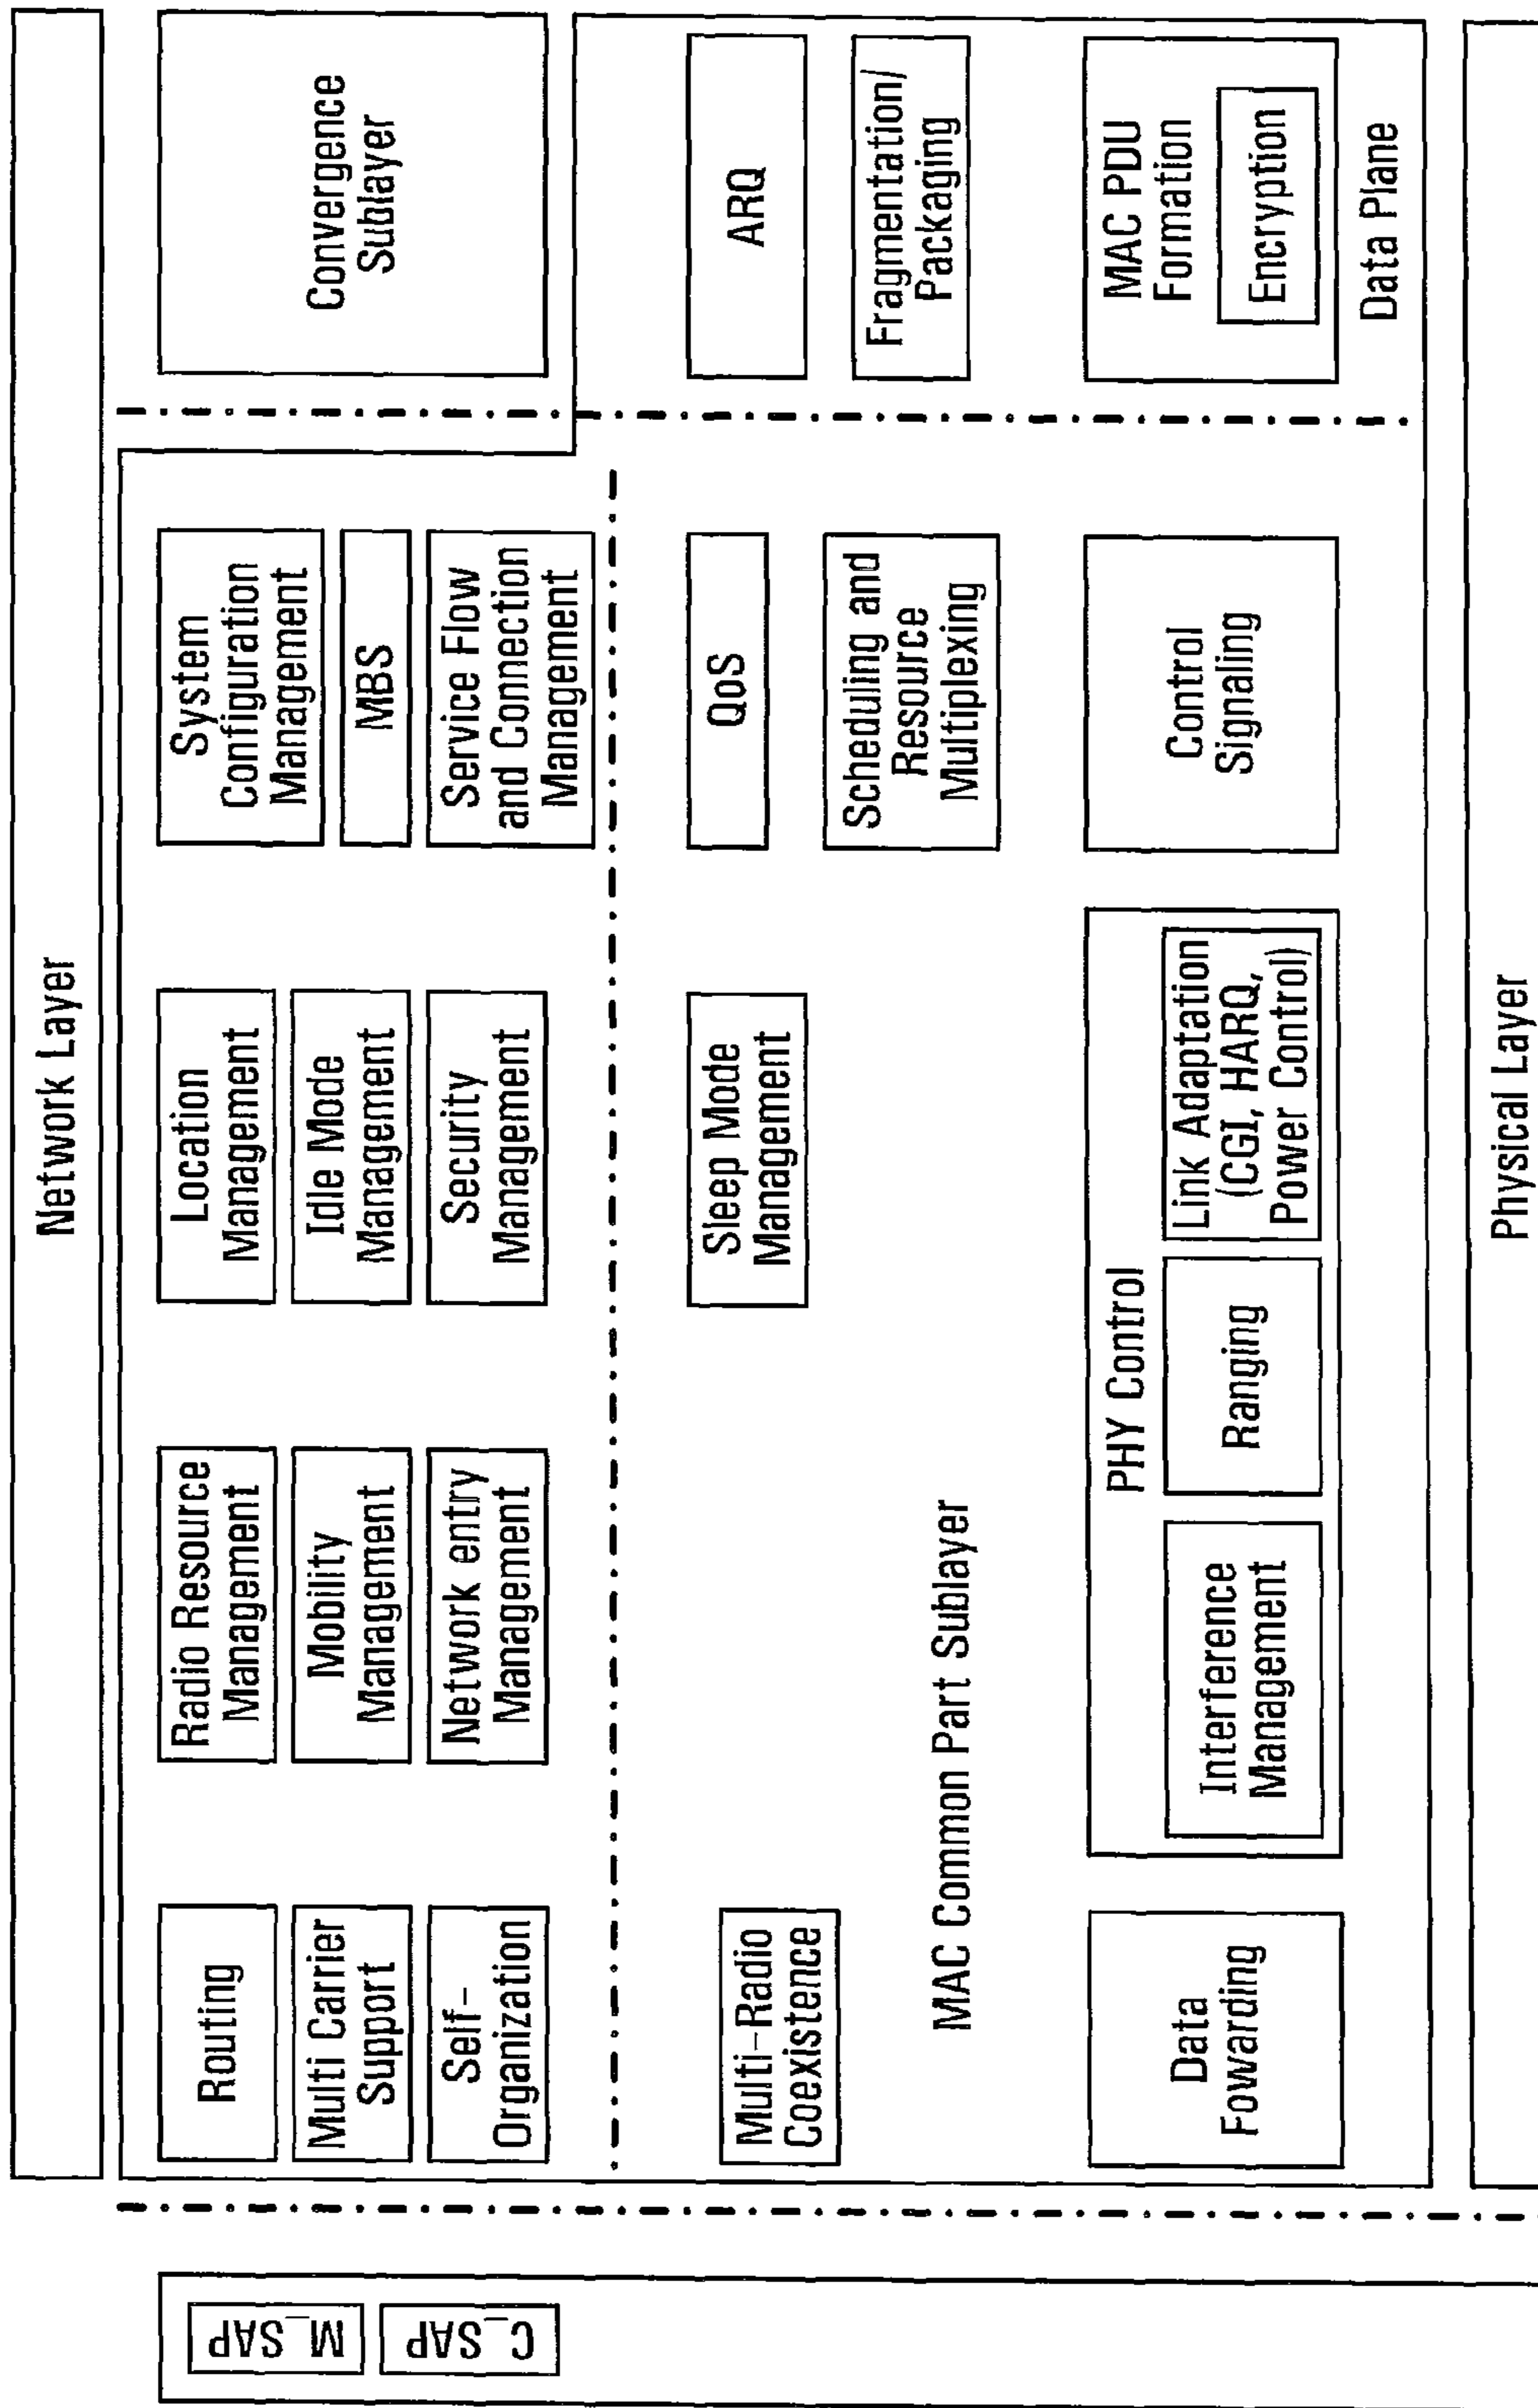 Network Layer
M_SAP
C_SAP
Routing
Multi Carrier
Support
Self-
Organization
Radio Resource
Management
Mobility
Management
Network entry
Management
Location
Management
Idle Mode
Management
Security
Management
System
Configuration
Management
MBS
Service Flow
and Connection
Management
Convergence
Sublayer
Multi-Radio
Coexistence
Sleep Mode
Management
QoS
Scheduling and
Resource
Multiplexing
ARQ
Fragmentation/
Packaging
MAC Common Part Sublayer
Data
Fowarding
PHY Control
Interference
Management
Ranging
Link Adaptation
(CGI, HARQ,
Power Control)
Control
Signaling
MAC PDU
Formation
Encryption
Data Plane
Physical Layer